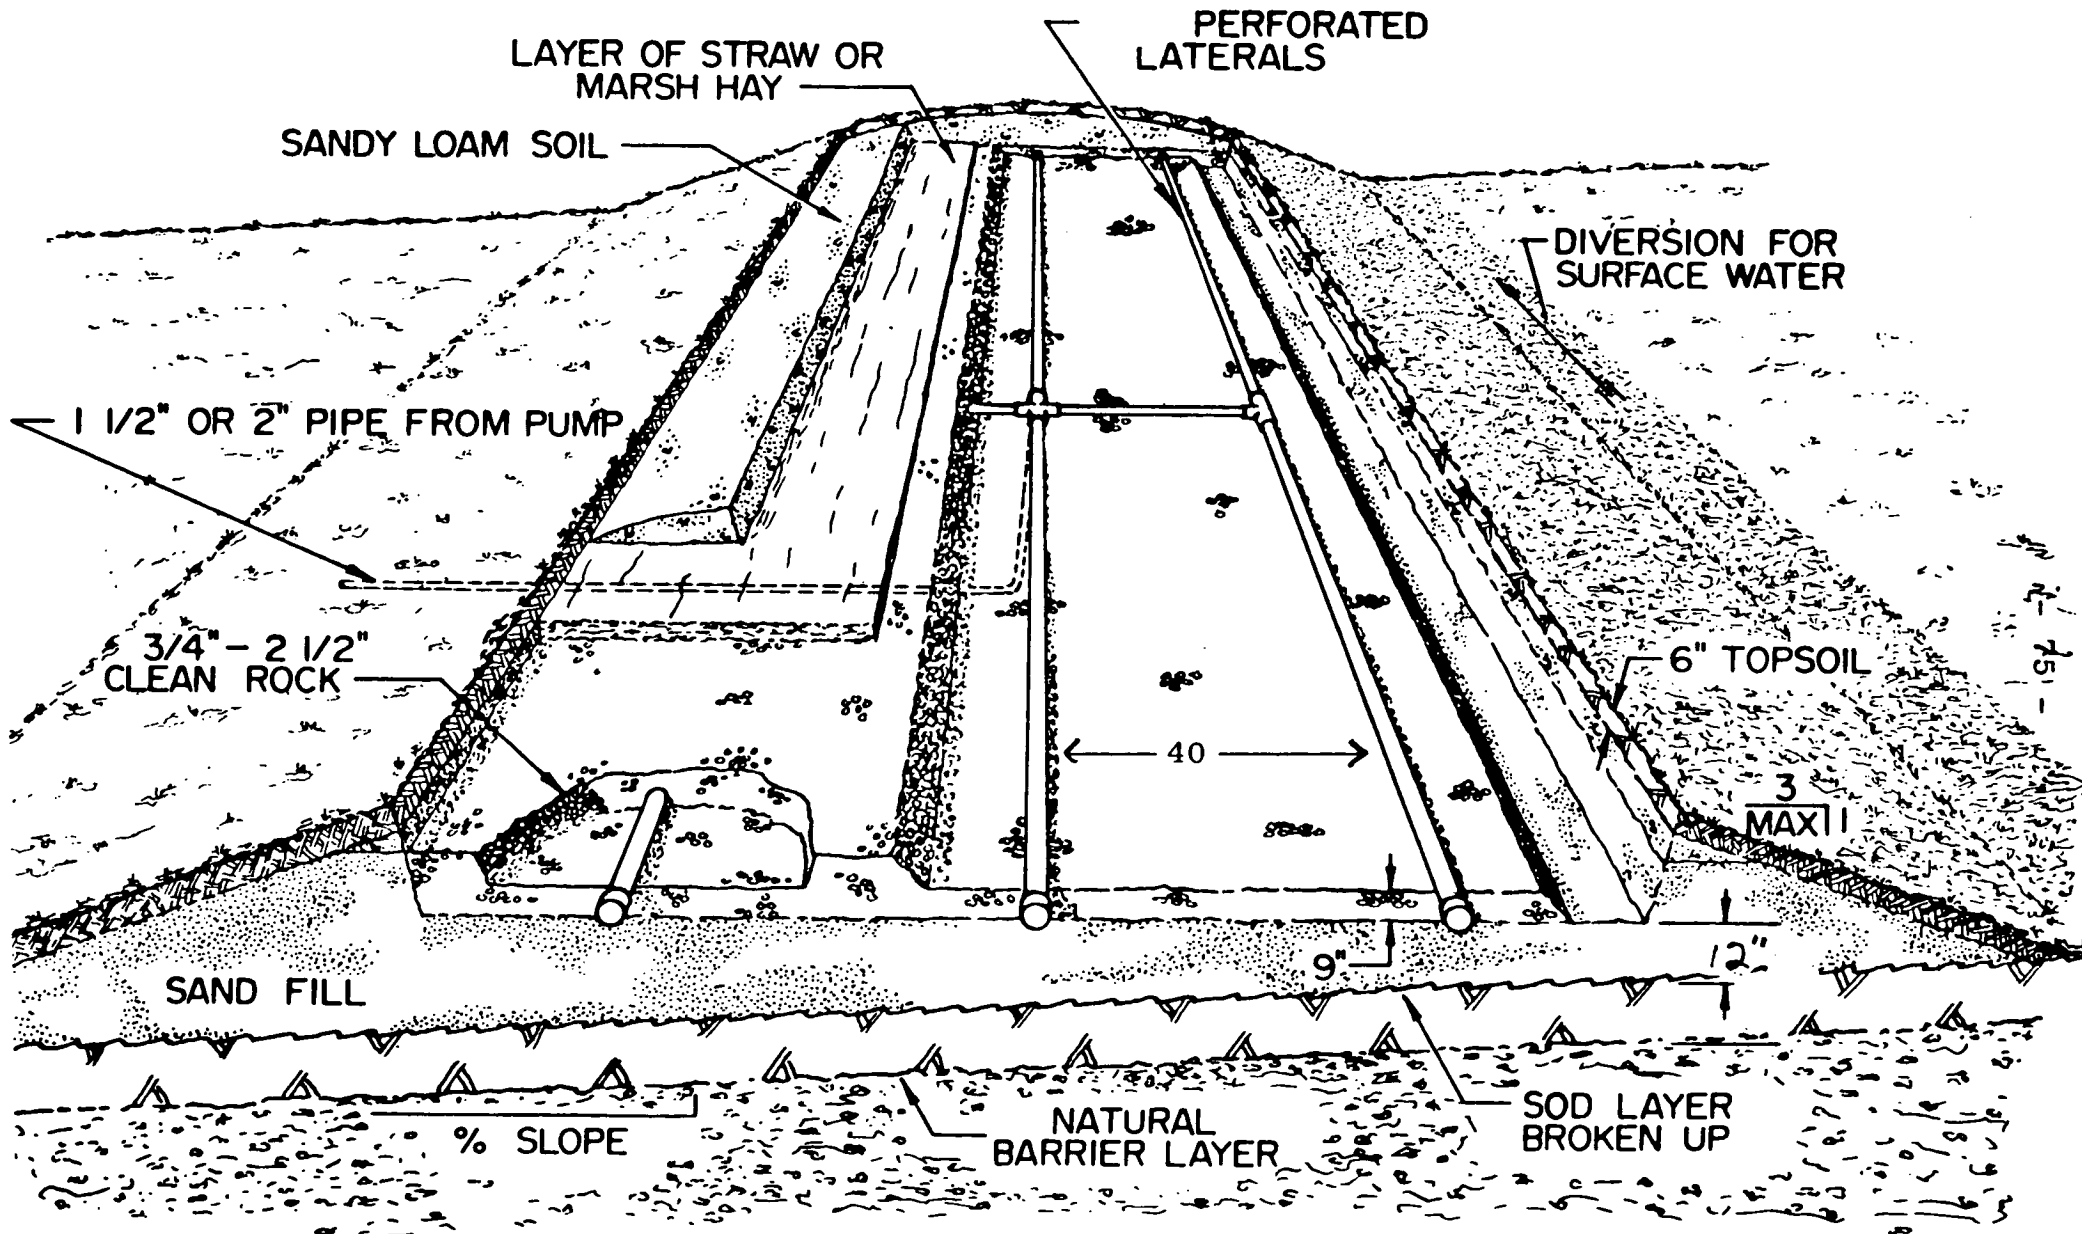 PERFORATED
LATERALS
LAYER OF STRAW OR
MARSH HAY
SANDY LOAM SOIL
DIVERSION FOR
SURFACE WATER
1 1/2" OR 2" PIPE FROM PUMP
3/4" - 2 1/2"
CLEAN ROCK
6" TOPSOIL
- 75 -
40
3
MAX 1
9"
12"
SAND FILL
% SLOPE
NATURAL
BARRIER LAYER
SOD LAYER
BROKEN UP